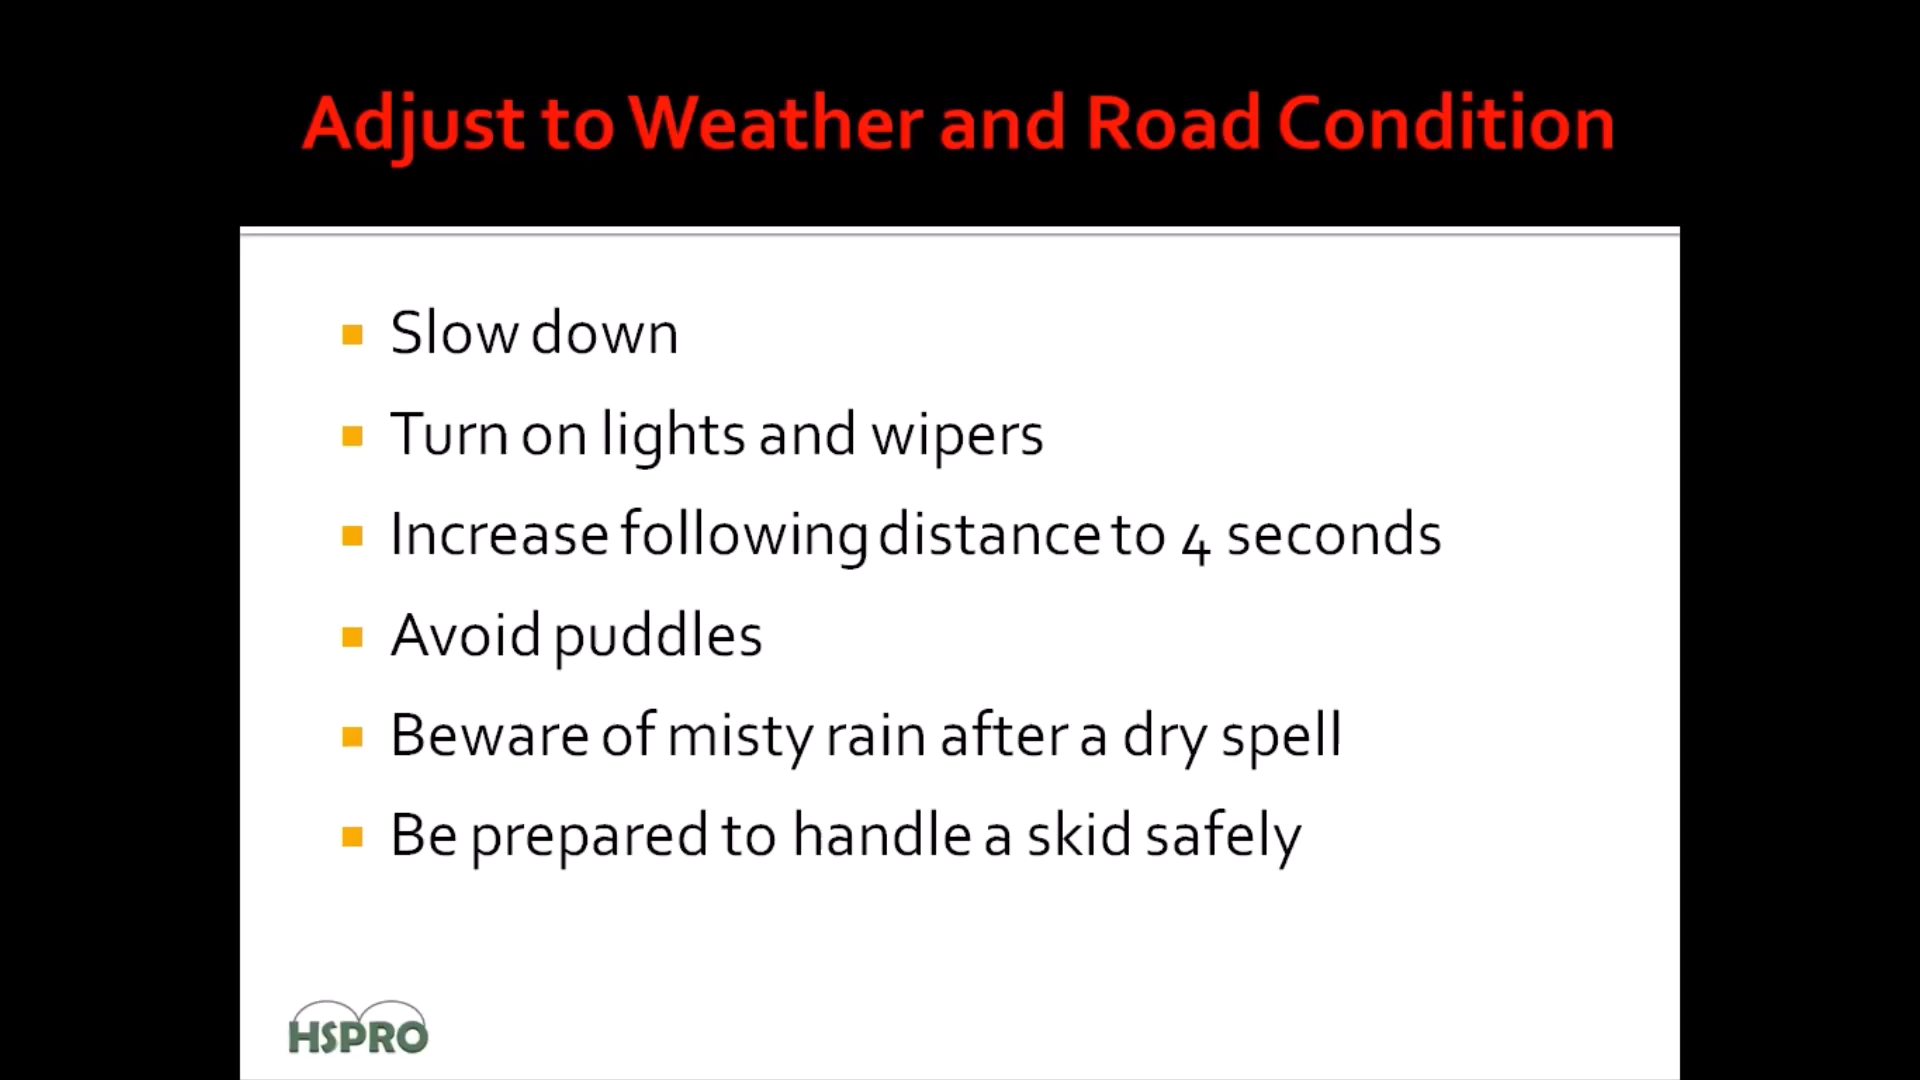 Adjust to Weather and Road Condition
Slow down
Turn on lights and wipers
Increase following distance to 4 seconds
Avoid puddles
Beware of misty rain after a dry spell
Be prepared to handle a skid safely
HSPRO